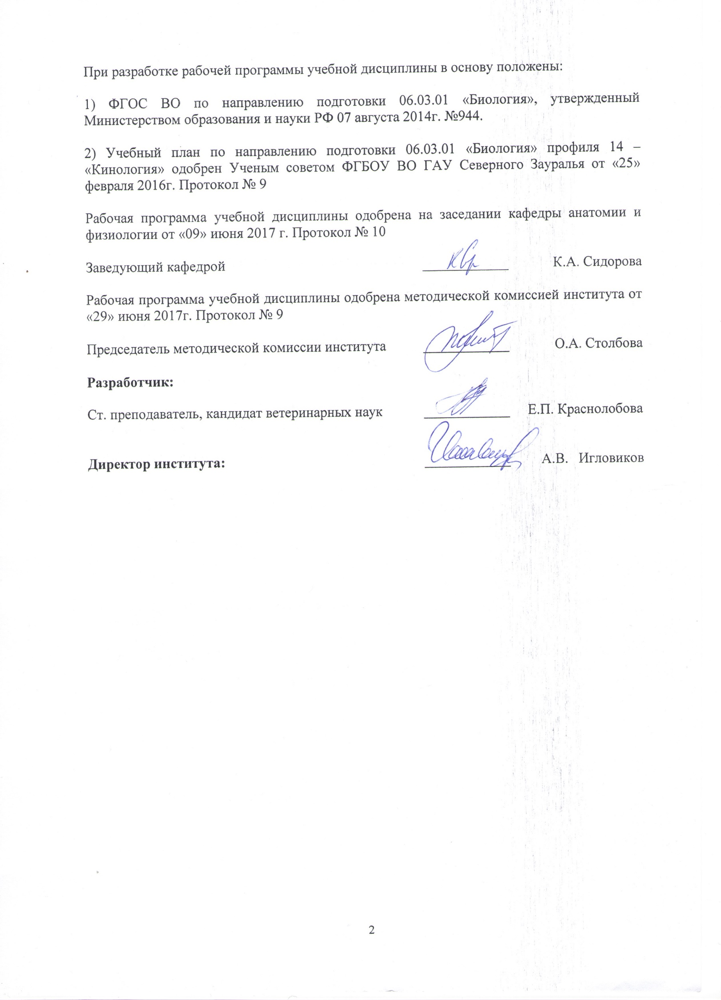 При разработке рабочей программы учебной дисциплины в основу положены:
1) ФГОС ВО по направлению подготовки 06.03.01 «Биология», утвержденный
Министерством образования и науки РФ 07 августа 2014г. №944.
2) Учебный план по направлению подготовки 06.03.01 «Биология» профиля 14 –
«Кинология» одобрен Ученым советом ФГБОУ ВО ГАУ Северного Зауралья от «25»
февраля 2016г. Протокол № 9
Рабочая программа учебной дисциплины одобрена на заседании кафедры анатомии и
физиологии от «09» июня 2017 г. Протокол № 10
Заведующий кафедрой К.А. Сидорова
Рабочая программа учебной дисциплины одобрена методической комиссией института от
«29» июня 2017г. Протокол № 9
Председатель методической комиссии института О.А. Столбова
Разработчик:
Ст. преподаватель, кандидат ветеринарных наук Е.П. Краснолобова
Директор института: А.В. Игловиков
2